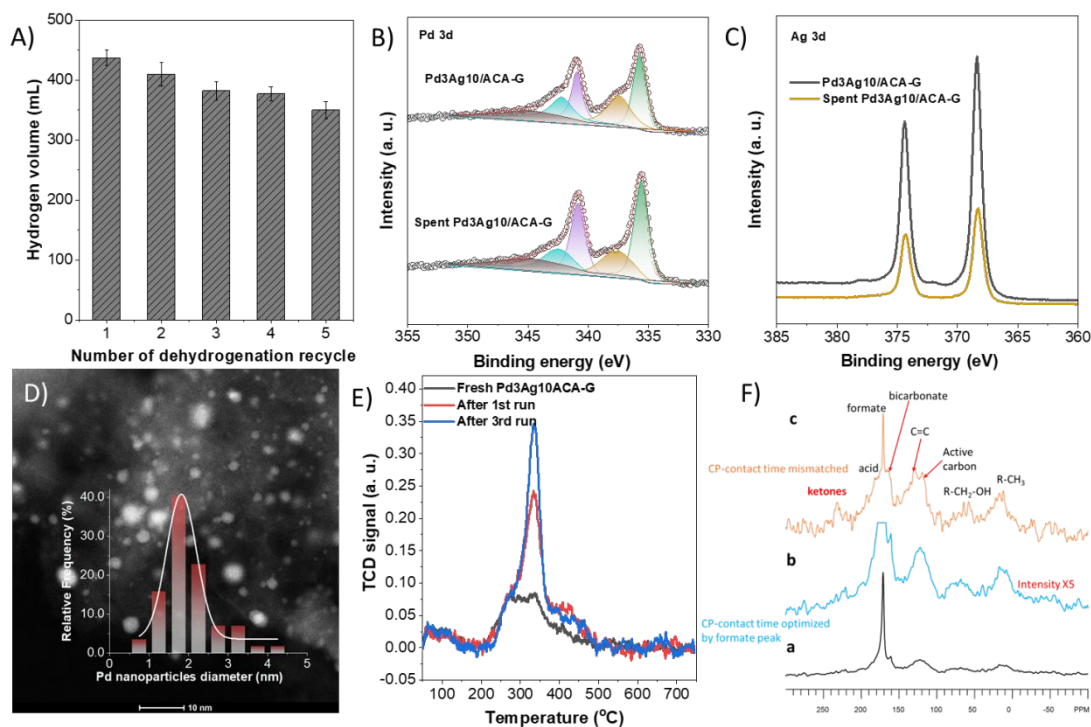 A)
500
400
300
200
100
0
Hydrogen volume (mL)
1 2 3 4 5
Number of dehydrogenation recycle
B)
Pd 3d
Pd3Ag10/ACA-G
Spent Pd3Ag10/ACA-G
Intensity (a. u.)
355 350 345 340 335 330
Binding energy (eV)
C)
Ag 3d
Pd3Ag10/ACA-G
Spent Pd3Ag10/ACA-G
Intensity (a. u.)
385 380 375 370 365 360
Binding energy (eV)
D)
40.0
30.0
20.0
10.0
0.0
Relative Frequency (%)
0 1 2 3 4 5
Pd nanoparticles diameter (nm)
10 nm
E)
Fresh Pd3Ag10ACA-G
After 1st run
After 3rd run
0.40
0.35
0.30
0.25
0.20
0.15
0.10
0.05
0.00
-0.05
TCD signal (a. u.)
100 200 300 400 500 600 700
Temperature (°C)
F)
c
bicarbonate
formate
C=C
acid
Active
carbon
CP-contact time mismatched
ketones
R-CH2-OH
R-CH3
b
Intensity X5
CP-contact time optimized
by formate peak
a
250 200 150 100 50 0 -50 PPM